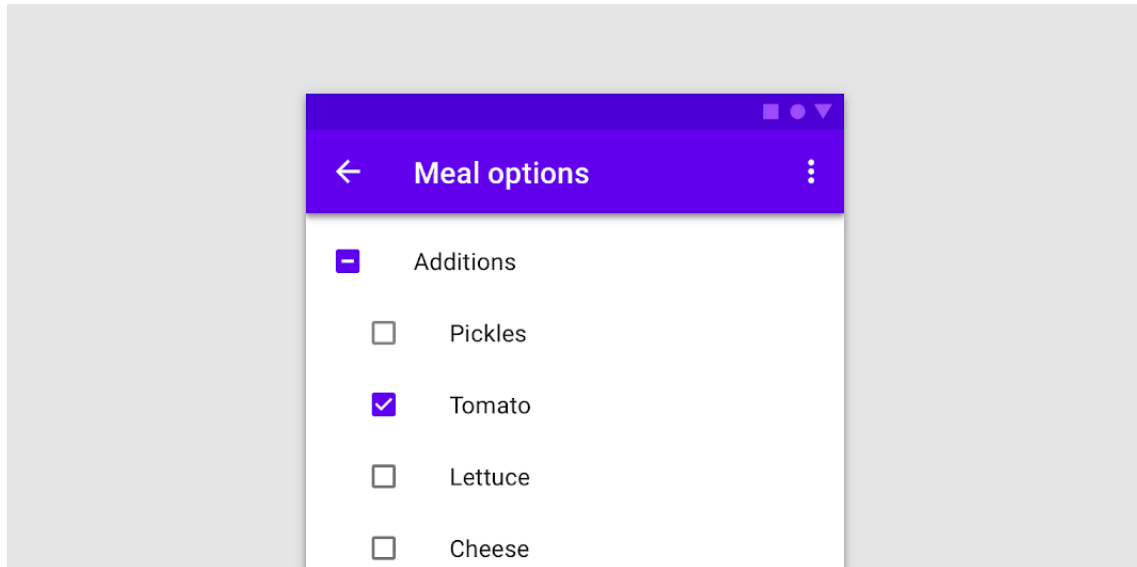 Meal options
Additions
Pickles
Tomato
Lettuce
Cheese